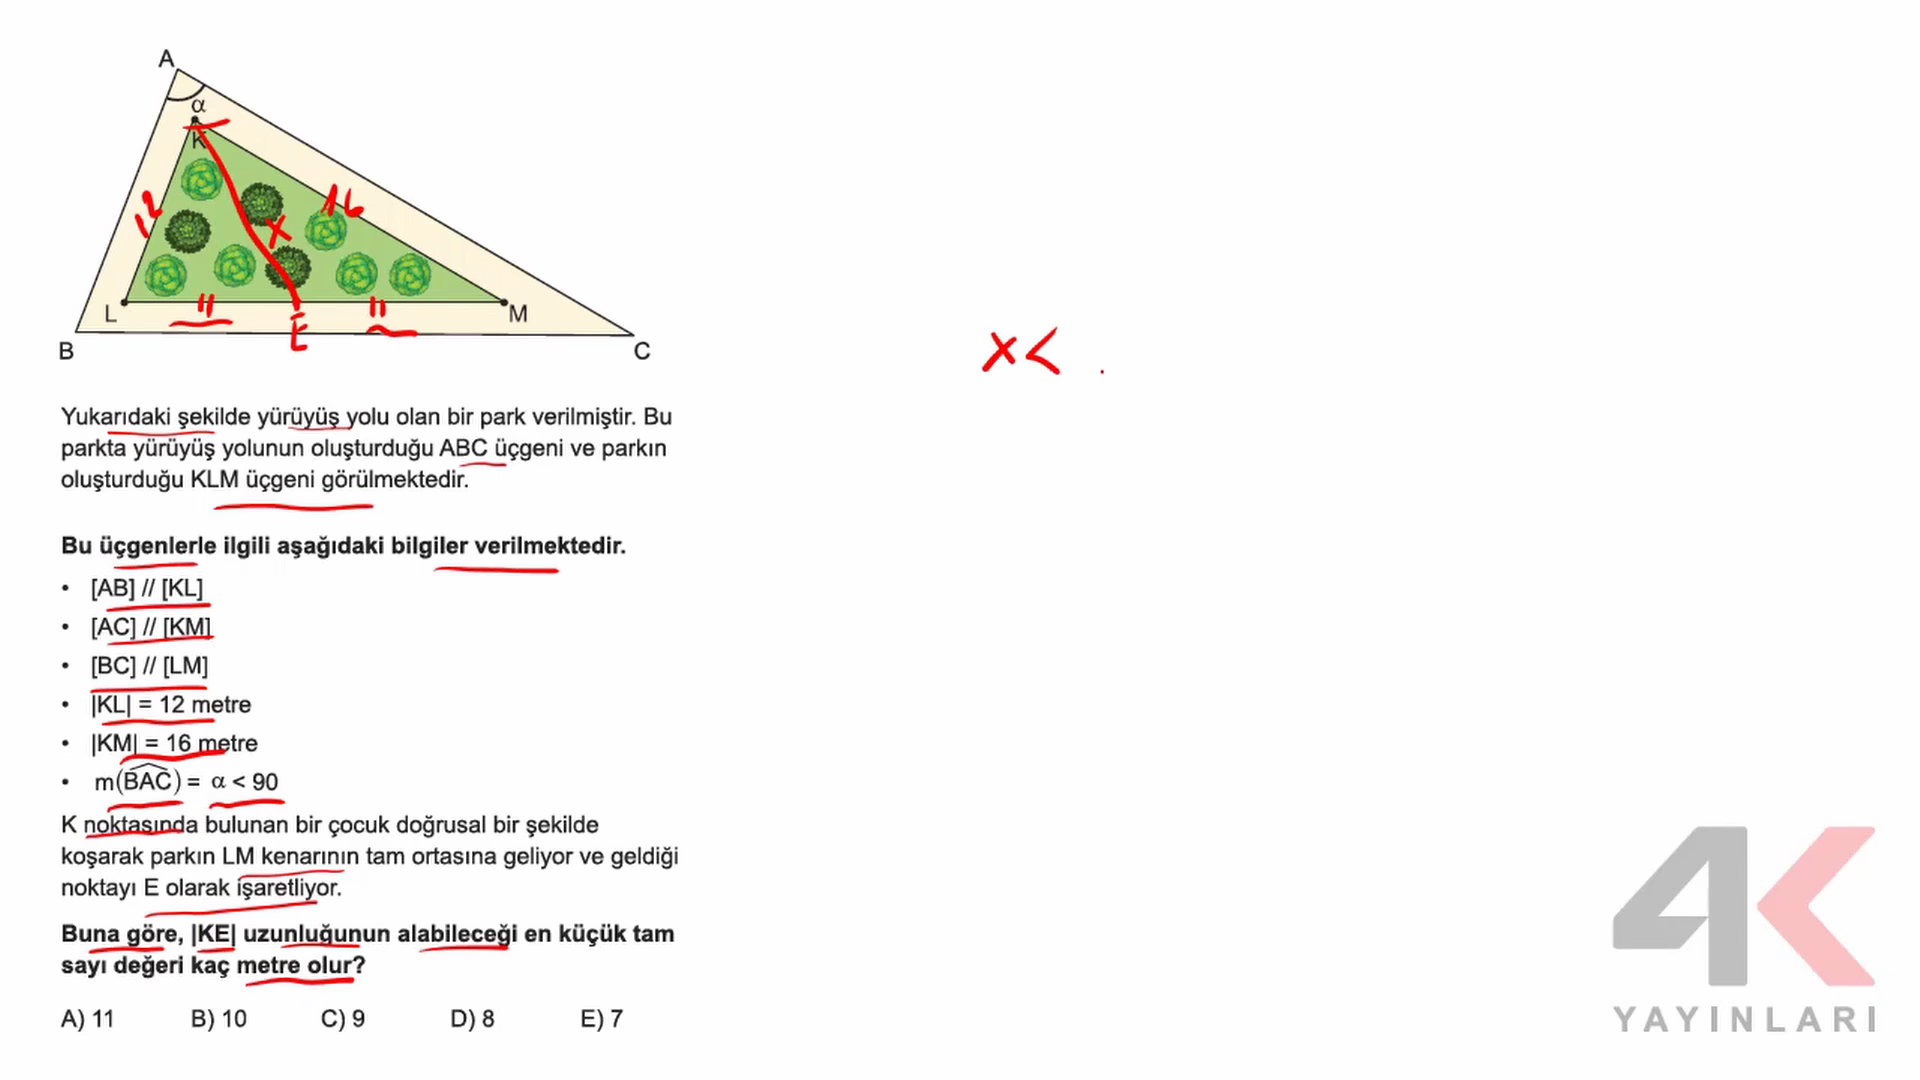 A
α
K
12
16
x
L
"
"
M
E
B
C
x <
Yukarıdaki şekilde yürüyüş yolu olan bir park verilmiştir. Bu
parkta yürüyüş yolunun oluşturduğu ABC üçgeni ve parkın
oluşturduğu KLM üçgeni görülmektedir.
Bu üçgenlerle ilgili aşağıdaki bilgiler verilmektedir.
• [AB] // [KL]
• [AC] // [KM]
• [BC] // [LM]
• |KL| = 12 metre
• |KM| = 16 metre
• m(BAC) = α < 90
K noktasında bulunan bir çocuk doğrusal bir şekilde
koşarak parkın LM kenarının tam ortasına geliyor ve geldiği
noktayı E olarak işaretliyor.
Buna göre, |KE| uzunluğunun alabileceği en küçük tam
sayı değeri kaç metre olur?
A) 11 B) 10 C) 9 D) 8 E) 7
4K
YAYINLARI